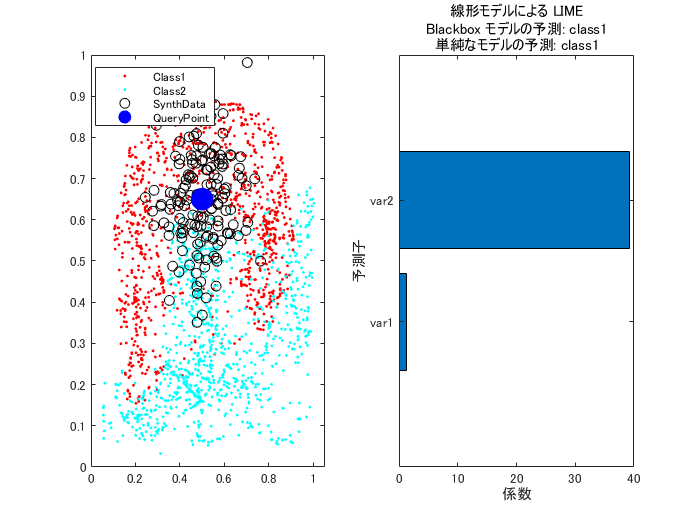 Class1
Class2
SynthData
QueryPoint
1
0.9
0.8
0.7
0.6
0.5
0.4
0.3
0.2
0.1
0
0 0.2 0.4 0.6 0.8 1
線形モデルによる LIME
Blackbox モデルの予測: class1
単純なモデルの予測: class1
予測子
var2
var1
0 10 20 30 40
係数